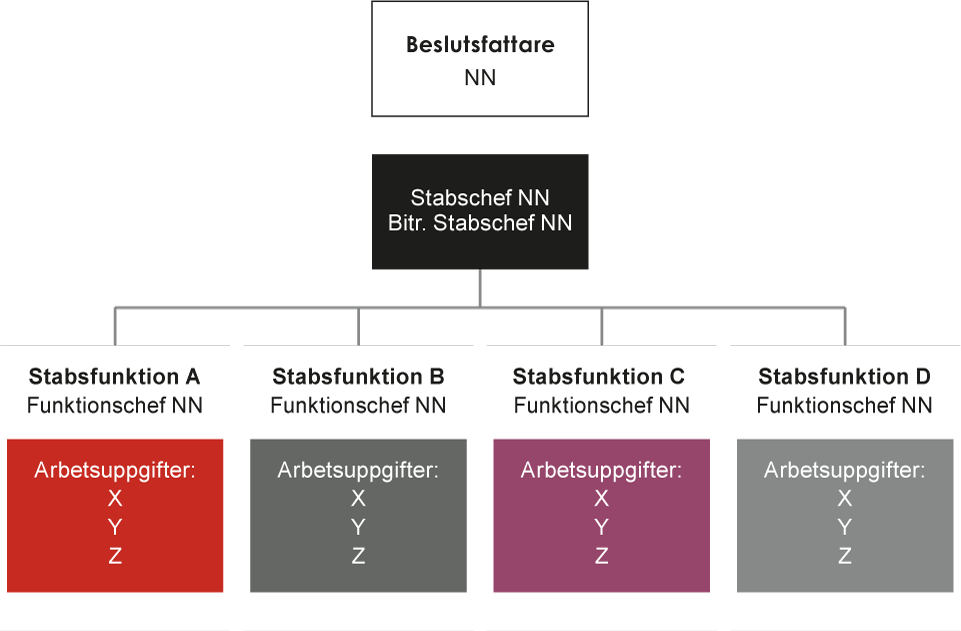 Beslutsfattare
NN
Stabschef NN
Bitr. Stabschef NN
Stabsfunktion A
Funktionschef NN
Arbetsuppgifter:
X
Y
Z
Stabsfunktion B
Funktionschef NN
Arbetsuppgifter:
X
Y
Z
Stabsfunktion C
Funktionschef NN
Arbetsuppgifter:
X
Y
Z
Stabsfunktion D
Funktionschef NN
Arbetsuppgifter:
X
Y
Z